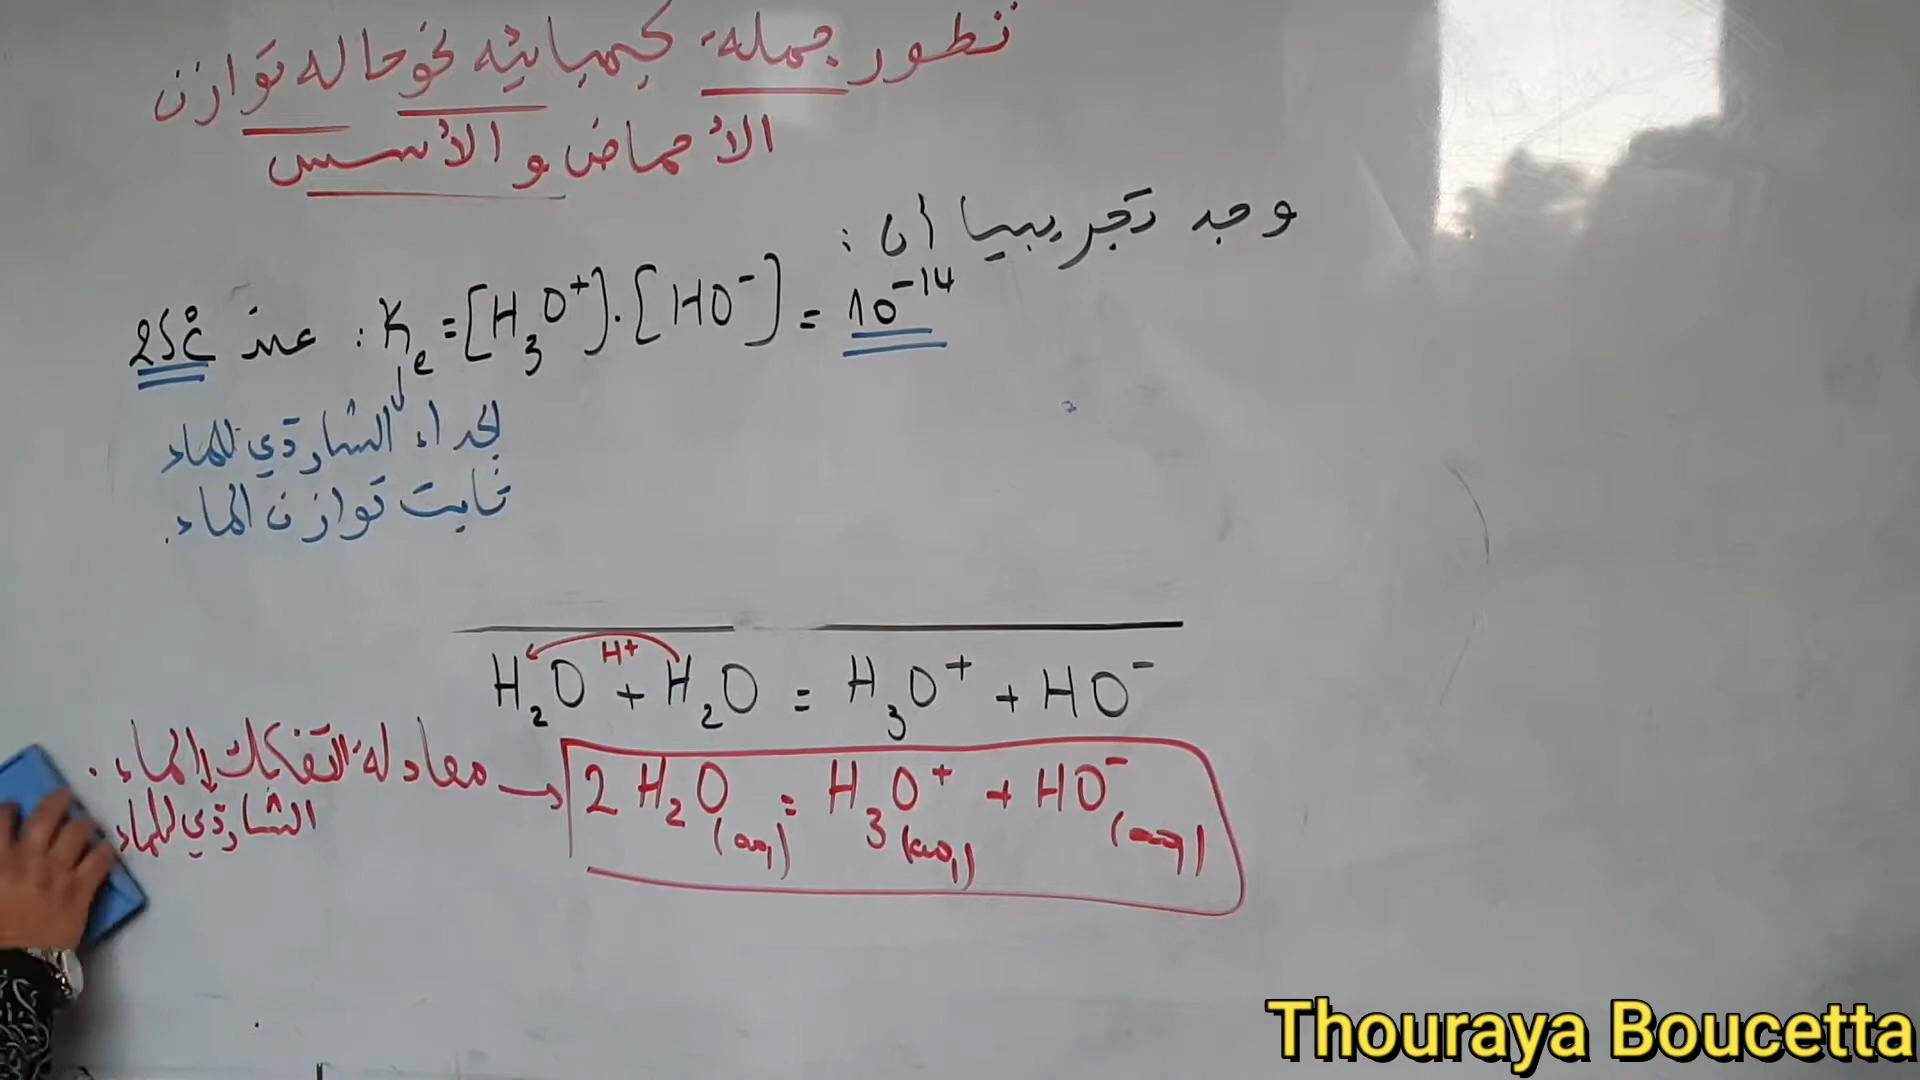 تطور جملة كيميائية نحو حالة توازن
الأحماض و الأسس
وجد تجريبيا أن :
عند 25°C : Ke = [H3O+] . [HO-] = 10^-14
الجداء الشاردي للماء
ثابت توازن الماء.
H+
H2O + H2O = H3O+ + HO-
معادلة التفكك → 2 H2O(aq) = H3O+(aq) + HO-(aq)
الشاردي للماء
Thouraya Boucetta